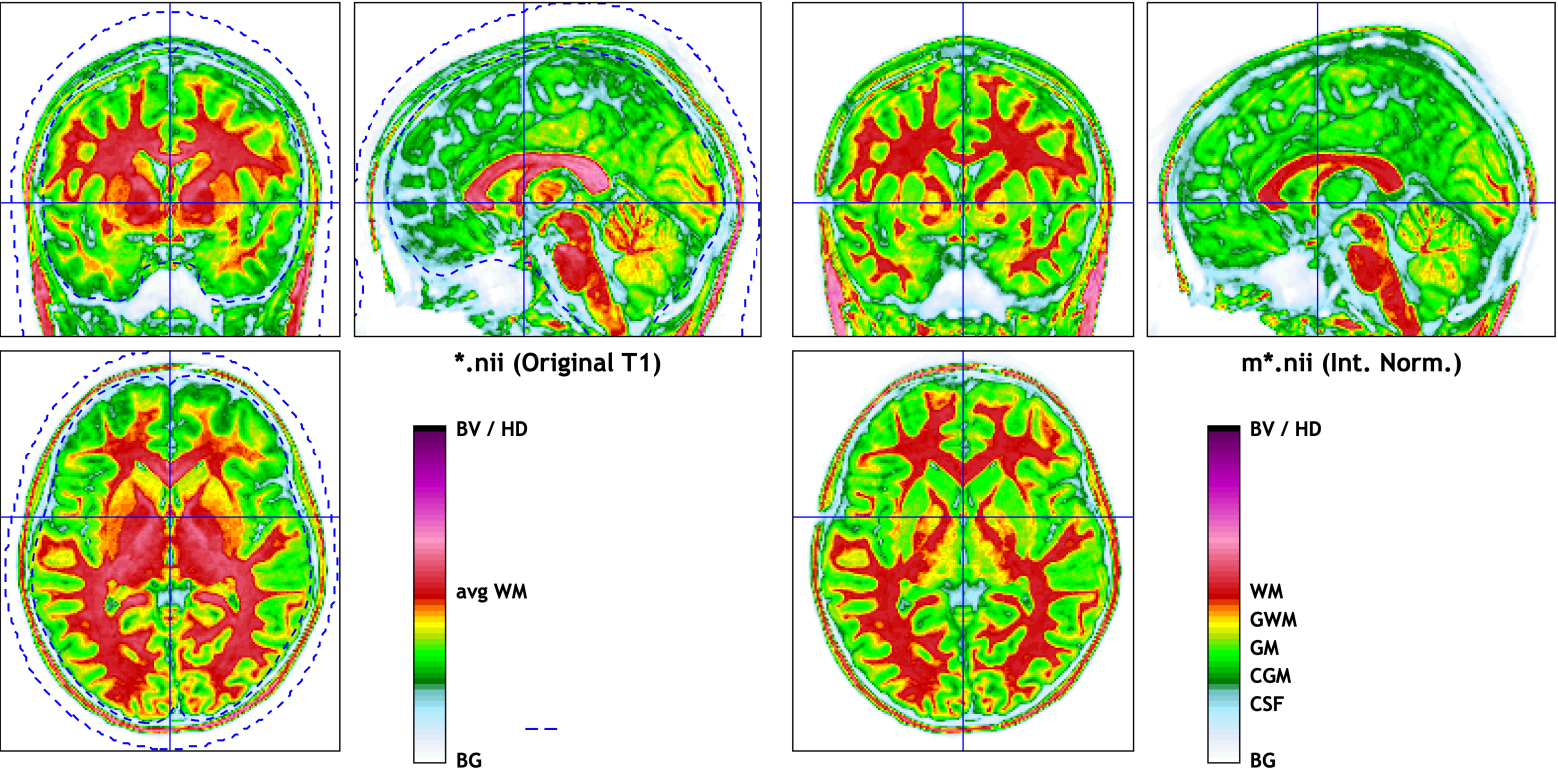 *.nii (Original T1)
BV / HD
avg WM
BG
m*.nii (Int. Norm.)
BV / HD
WM
GWM
GM
CGM
CSF
BG